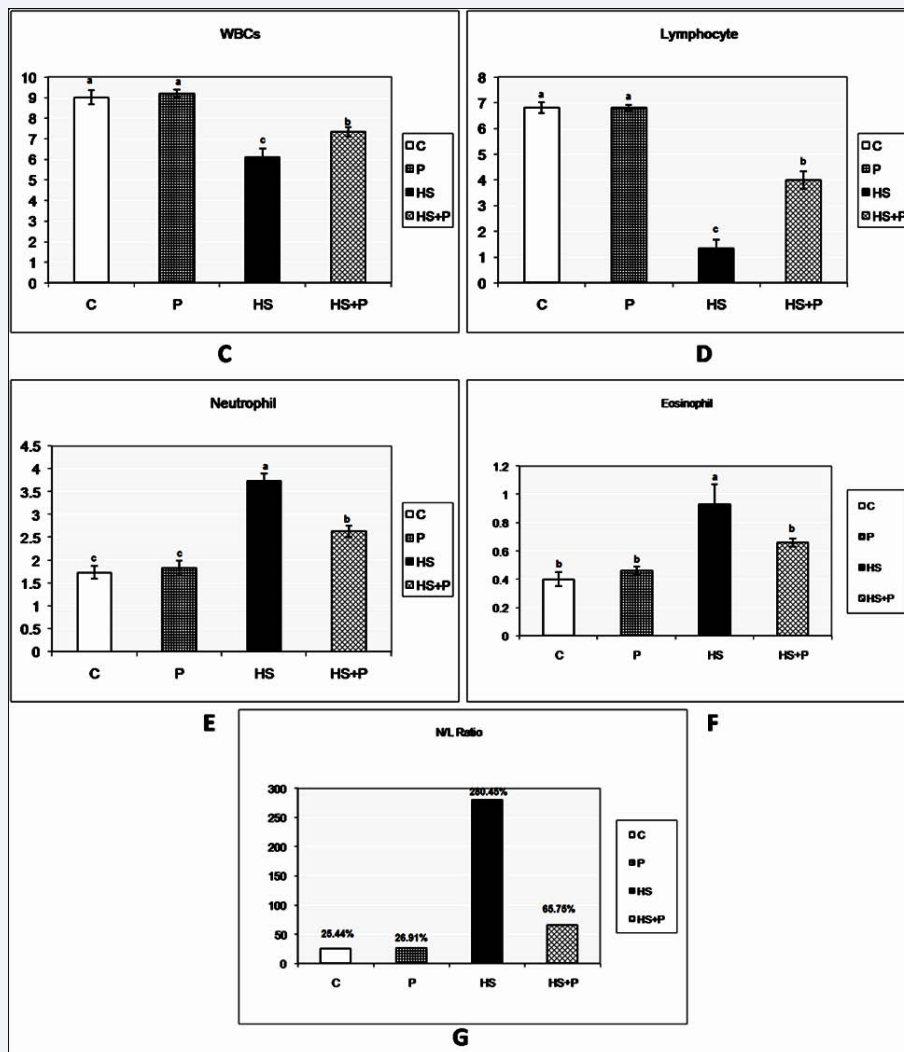 WBCs
10
9
8
7
6
5
4
3
2
1
0
a
a
c
b
C
P
HS
HS+P
C
P
HS
HS+P
C
Lymphocyte
8
7
6
5
4
3
2
1
0
a
a
c
b
C
P
HS
HS+P
C
P
HS
HS+P
D
Neutrophil
4.5
4
3.5
3
2.5
2
1.5
1
0.5
0
c
c
a
b
C
P
HS
HS+P
C
P
HS
HS+P
E
Eosinophil
1.2
1
0.8
0.6
0.4
0.2
0
b
b
a
b
C
P
HS
HS+P
C
P
HS
HS+P
F
N/L Ratio
300
250
200
150
100
50
0
25.44%
26.91%
280.45%
65.75%
C
P
HS
HS+P
C
P
HS
HS+P
G